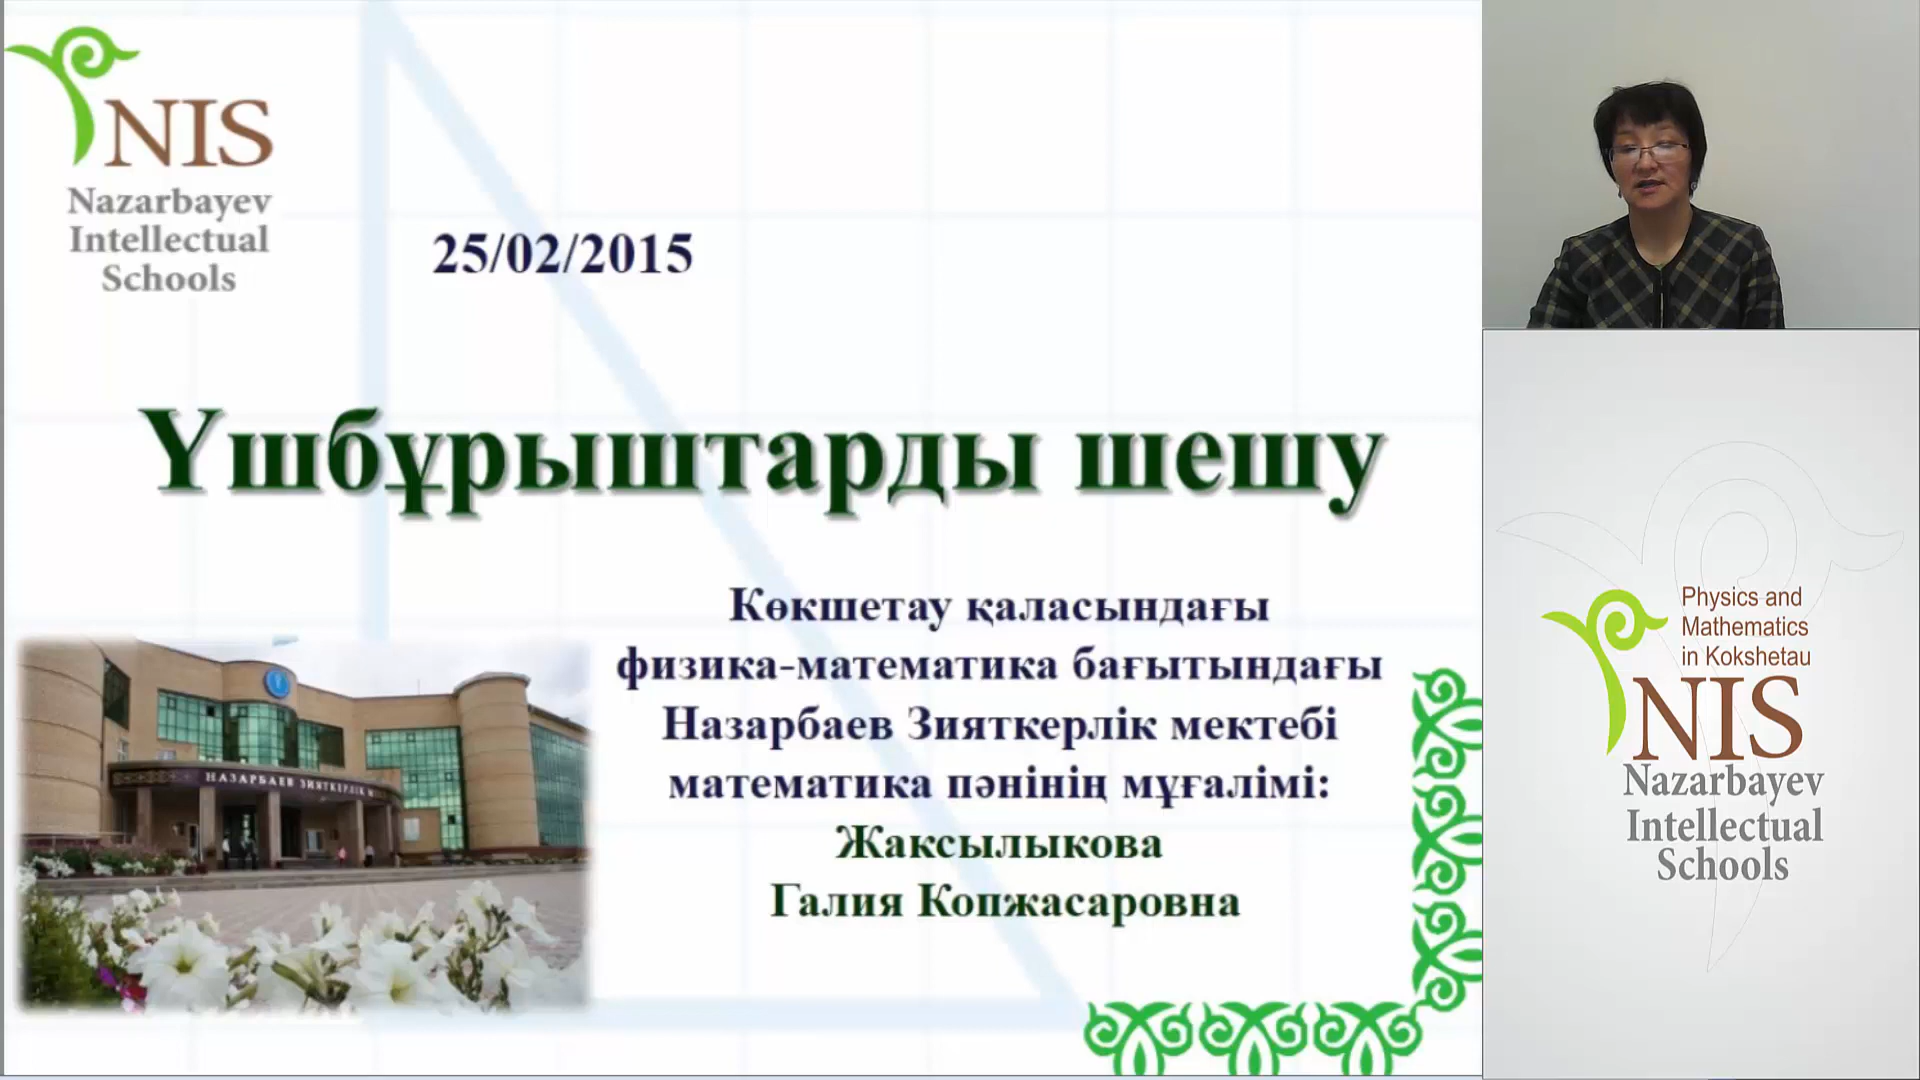 NIS
Nazarbayev
Intellectual
Schools
25/02/2015
Үшбұрыштарды шешу
Көкшетау қаласындағы
физика-математика бағытындағы
Назарбаев Зияткерлік мектебі
математика пәнінің мұғалімі:
Жаксылыкова
Галия Копжасаровна
НАЗАРБАЕВ ЗИЯТКЕРЛІК
Physics and
Mathematics
in Kokshetau
NIS
Nazarbayev
Intellectual
Schools